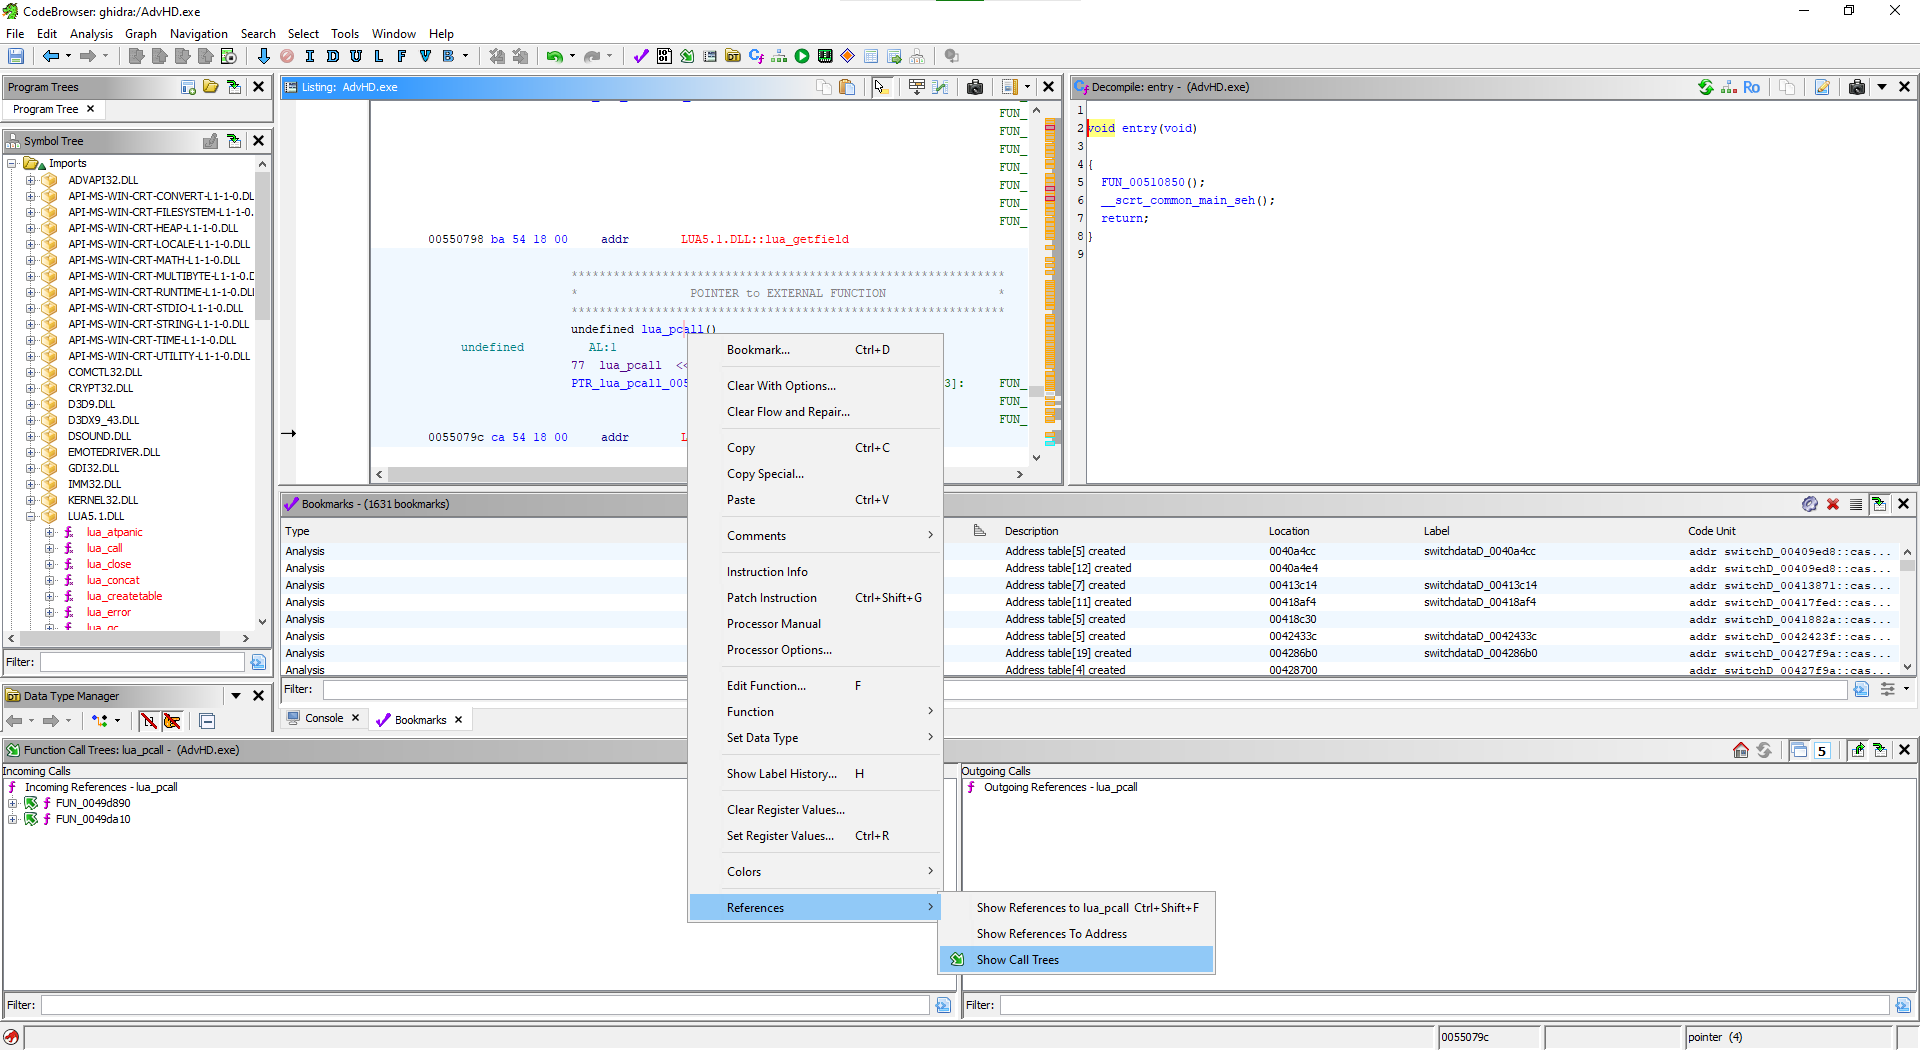 CodeBrowser: ghidra:/AdvHD.exe
File Edit Analysis Graph Navigation Search Select Tools Window Help
I D U L F V B
Program Trees
Program Tree
Symbol Tree
Imports
ADVAPI32.DLL
API-MS-WIN-CRT-CONVERT-L1-1-0.DL
API-MS-WIN-CRT-FILESYSTEM-L1-1-0.
API-MS-WIN-CRT-HEAP-L1-1-0.DLL
API-MS-WIN-CRT-LOCALE-L1-1-0.DLL
API-MS-WIN-CRT-MATH-L1-1-0.DLL
API-MS-WIN-CRT-MULTIBYTE-L1-1-0.D
API-MS-WIN-CRT-RUNTIME-L1-1-0.DLL
API-MS-WIN-CRT-STDIO-L1-1-0.DLL
API-MS-WIN-CRT-STRING-L1-1-0.DLL
API-MS-WIN-CRT-TIME-L1-1-0.DLL
API-MS-WIN-CRT-UTILITY-L1-1-0.DLL
COMCTL32.DLL
CRYPT32.DLL
D3D9.DLL
D3DX9_43.DLL
DSOUND.DLL
EMOTEDRIVER.DLL
GDI32.DLL
IMM32.DLL
KERNEL32.DLL
LUA5.1.DLL
lua_atpanic
lua_call
lua_close
lua_concat
lua_createtable
lua_error
lua_gc
Filter:
Data Type Manager
Listing: AdvHD.exe
FUN_
FUN_
FUN_
FUN_
FUN_
FUN_
FUN_
00550798 ba 54 18 00 addr LUA5.1.DLL::lua_getfield
**************************************************************
* POINTER to EXTERNAL FUNCTION *
**************************************************************
undefined lua_pcall()
undefined AL:1
77 lua_pcall <<
PTR_lua_pcall_005 3]: FUN_
FUN_
FUN_
0055079c ca 54 18 00 addr L
Decompile: entry - (AdvHD.exe)
Ro
1
2 void entry(void)
3
4 {
5 FUN_00510850();
6 __scrt_common_main_seh();
7 return;
8 }
9
Bookmarks - (1631 bookmarks)
Type Description Location Label Code Unit
Analysis Address table[5] created 0040a4cc switchdataD_0040a4cc addr switchD_00409ed8::cas...
Analysis Address table[12] created 0040a4e4 addr switchD_00409ed8::cas...
Analysis Address table[7] created 00413c14 switchdataD_00413c14 addr switchD_00413871::cas...
Analysis Address table[11] created 00418af4 switchdataD_00418af4 addr switchD_00417fed::cas...
Analysis Address table[5] created 00418c30 addr switchD_0041882a::cas...
Analysis Address table[5] created 0042433c switchdataD_0042433c addr switchD_0042423f::cas...
Analysis Address table[19] created 004286b0 switchdataD_004286b0 addr switchD_00427f9a::cas...
Analysis Address table[4] created 00428700 addr switchD_00427f9a::cas...
Filter:
Console Bookmarks
Bookmark... Ctrl+D
Clear With Options...
Clear Flow and Repair...
Copy Ctrl+C
Copy Special...
Paste Ctrl+V
Comments
Instruction Info
Patch Instruction Ctrl+Shift+G
Processor Manual
Processor Options...
Edit Function... F
Function
Set Data Type
Show Label History... H
Clear Register Values...
Set Register Values... Ctrl+R
Colors
References
Show References to lua_pcall Ctrl+Shift+F
Show References To Address
Show Call Trees
Function Call Trees: lua_pcall - (AdvHD.exe)
5
Incoming Calls
Incoming References - lua_pcall
FUN_0049d890
FUN_0049da10
Filter:
Outgoing Calls
Outgoing References - lua_pcall
Filter:
0055079c
pointer (4)